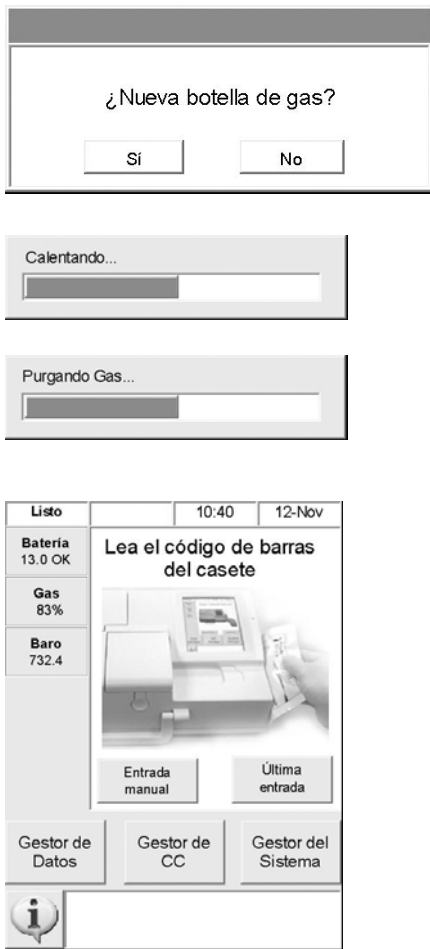 ¿Nueva botella de gas?
Sí No
Calentando...
Purgando Gas...
Listo 10:40 12-Nov
Batería
13.0 OK
Gas
83%
Baro
732.4
Lea el código de barras
del casete
Entrada
manual
Última
entrada
Gestor de
Datos
Gestor de
CC
Gestor del
Sistema